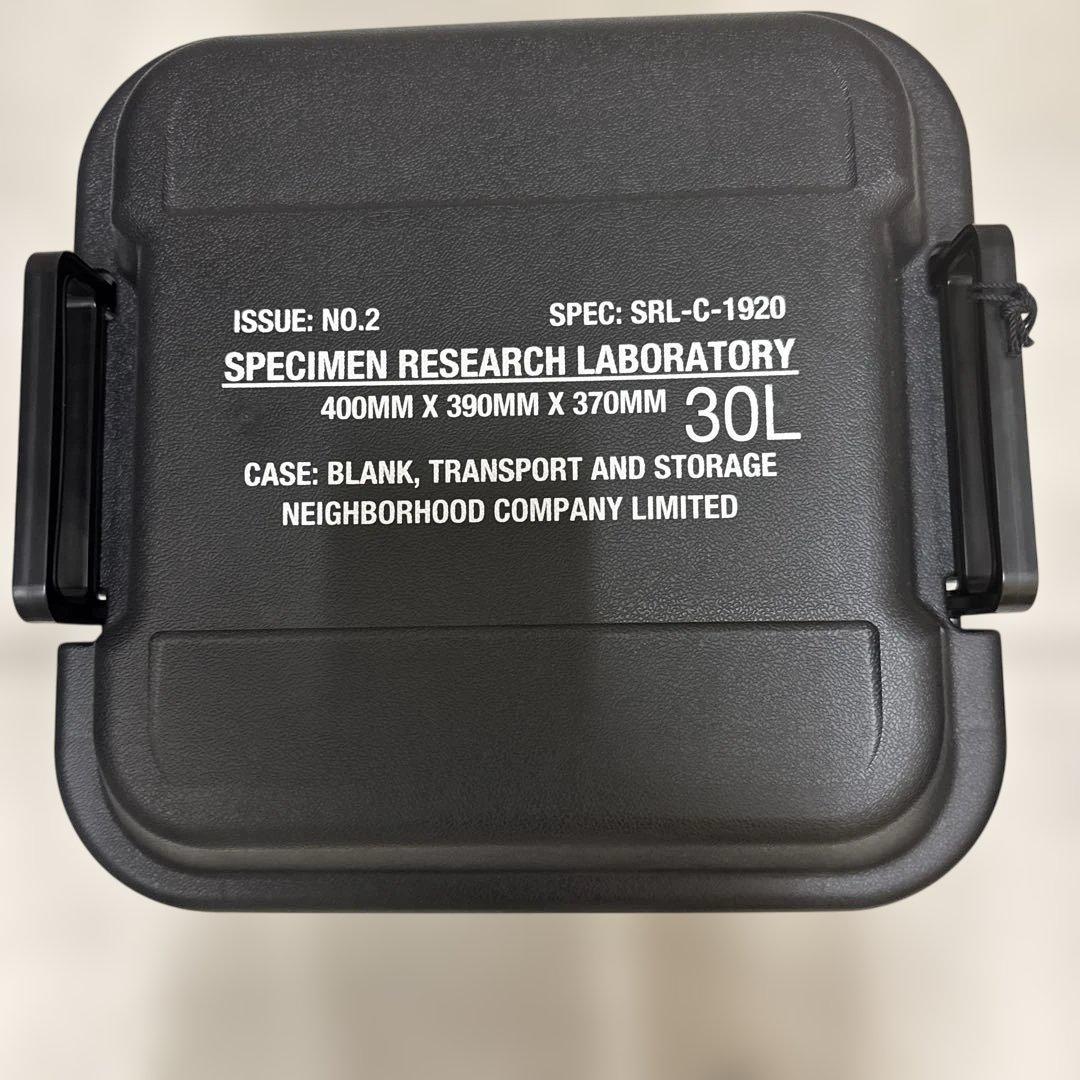 ISSUE: NO.2 SPEC: SRL-C-1920
SPECIMEN RESEARCH LABORATORY
400MM X 390MM X 370MM 30L
CASE: BLANK, TRANSPORT AND STORAGE
NEIGHBORHOOD COMPANY LIMITED